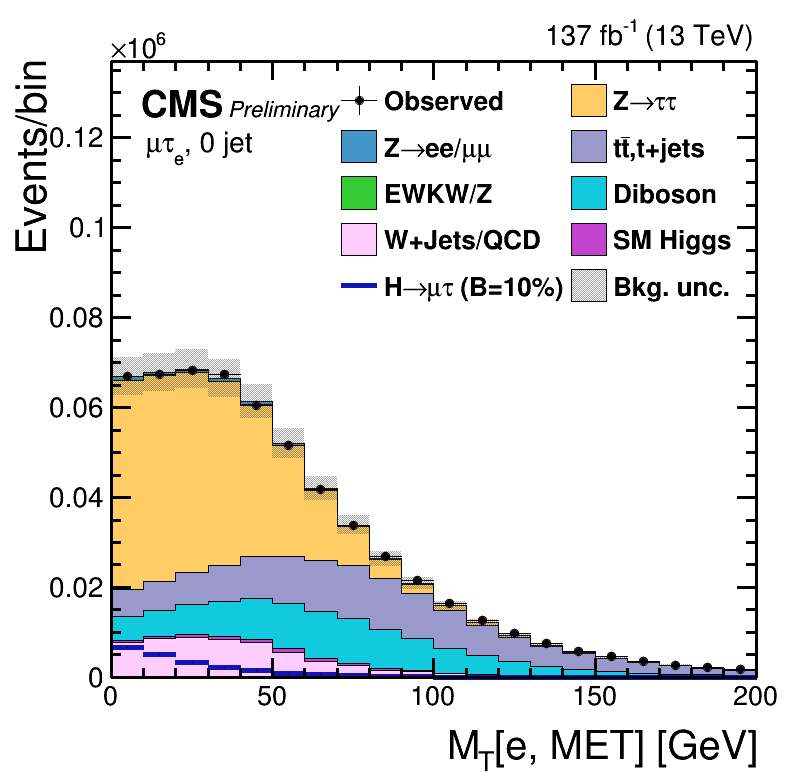 ×10⁶
137 fb⁻¹ (13 TeV)
Events/bin
CMS Preliminary
μτₑ, 0 jet
Observed
Z→ττ
Z→ee/μμ
tt̄,t+jets
EWKW/Z
Diboson
W+Jets/QCD
SM Higgs
H→μτ (B=10%)
Bkg. unc.
0.12
0.1
0.08
0.06
0.04
0.02
0
0 50 100 150 200
M_T[e, MET] [GeV]